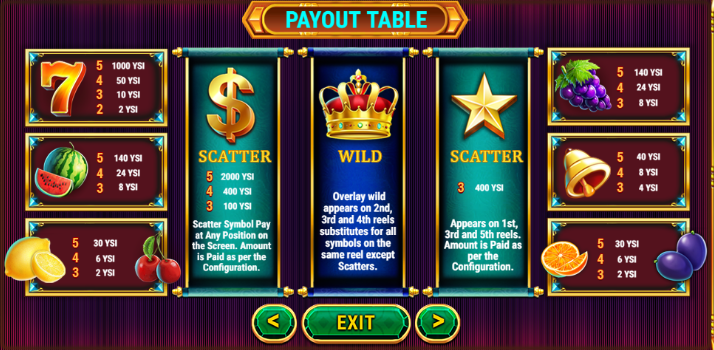 PAYOUT TABLE
5 1000 YSI
4 50 YSI
3 10 YSI
2 2 YSI
5 140 YSI
4 24 YSI
3 8 YSI
5 30 YSI
4 6 YSI
3 2 YSI
SCATTER
5 2000 YSI
4 400 YSI
3 100 YSI
Scatter Symbol Pay
at Any Position on
the Screen. Amount
is Paid as per the
Configuration.
WILD
Overlay wild
appears on 2nd,
3rd and 4th reels
substitutes for all
symbols on the
same reel except
Scatters.
SCATTER
3 400 YSI
Appears on 1st,
3rd and 5th reels.
Amount is Paid as
per the
Configuration.
5 140 YSI
4 24 YSI
3 8 YSI
5 40 YSI
4 8 YSI
3 4 YSI
5 30 YSI
4 6 YSI
3 2 YSI
< EXIT >